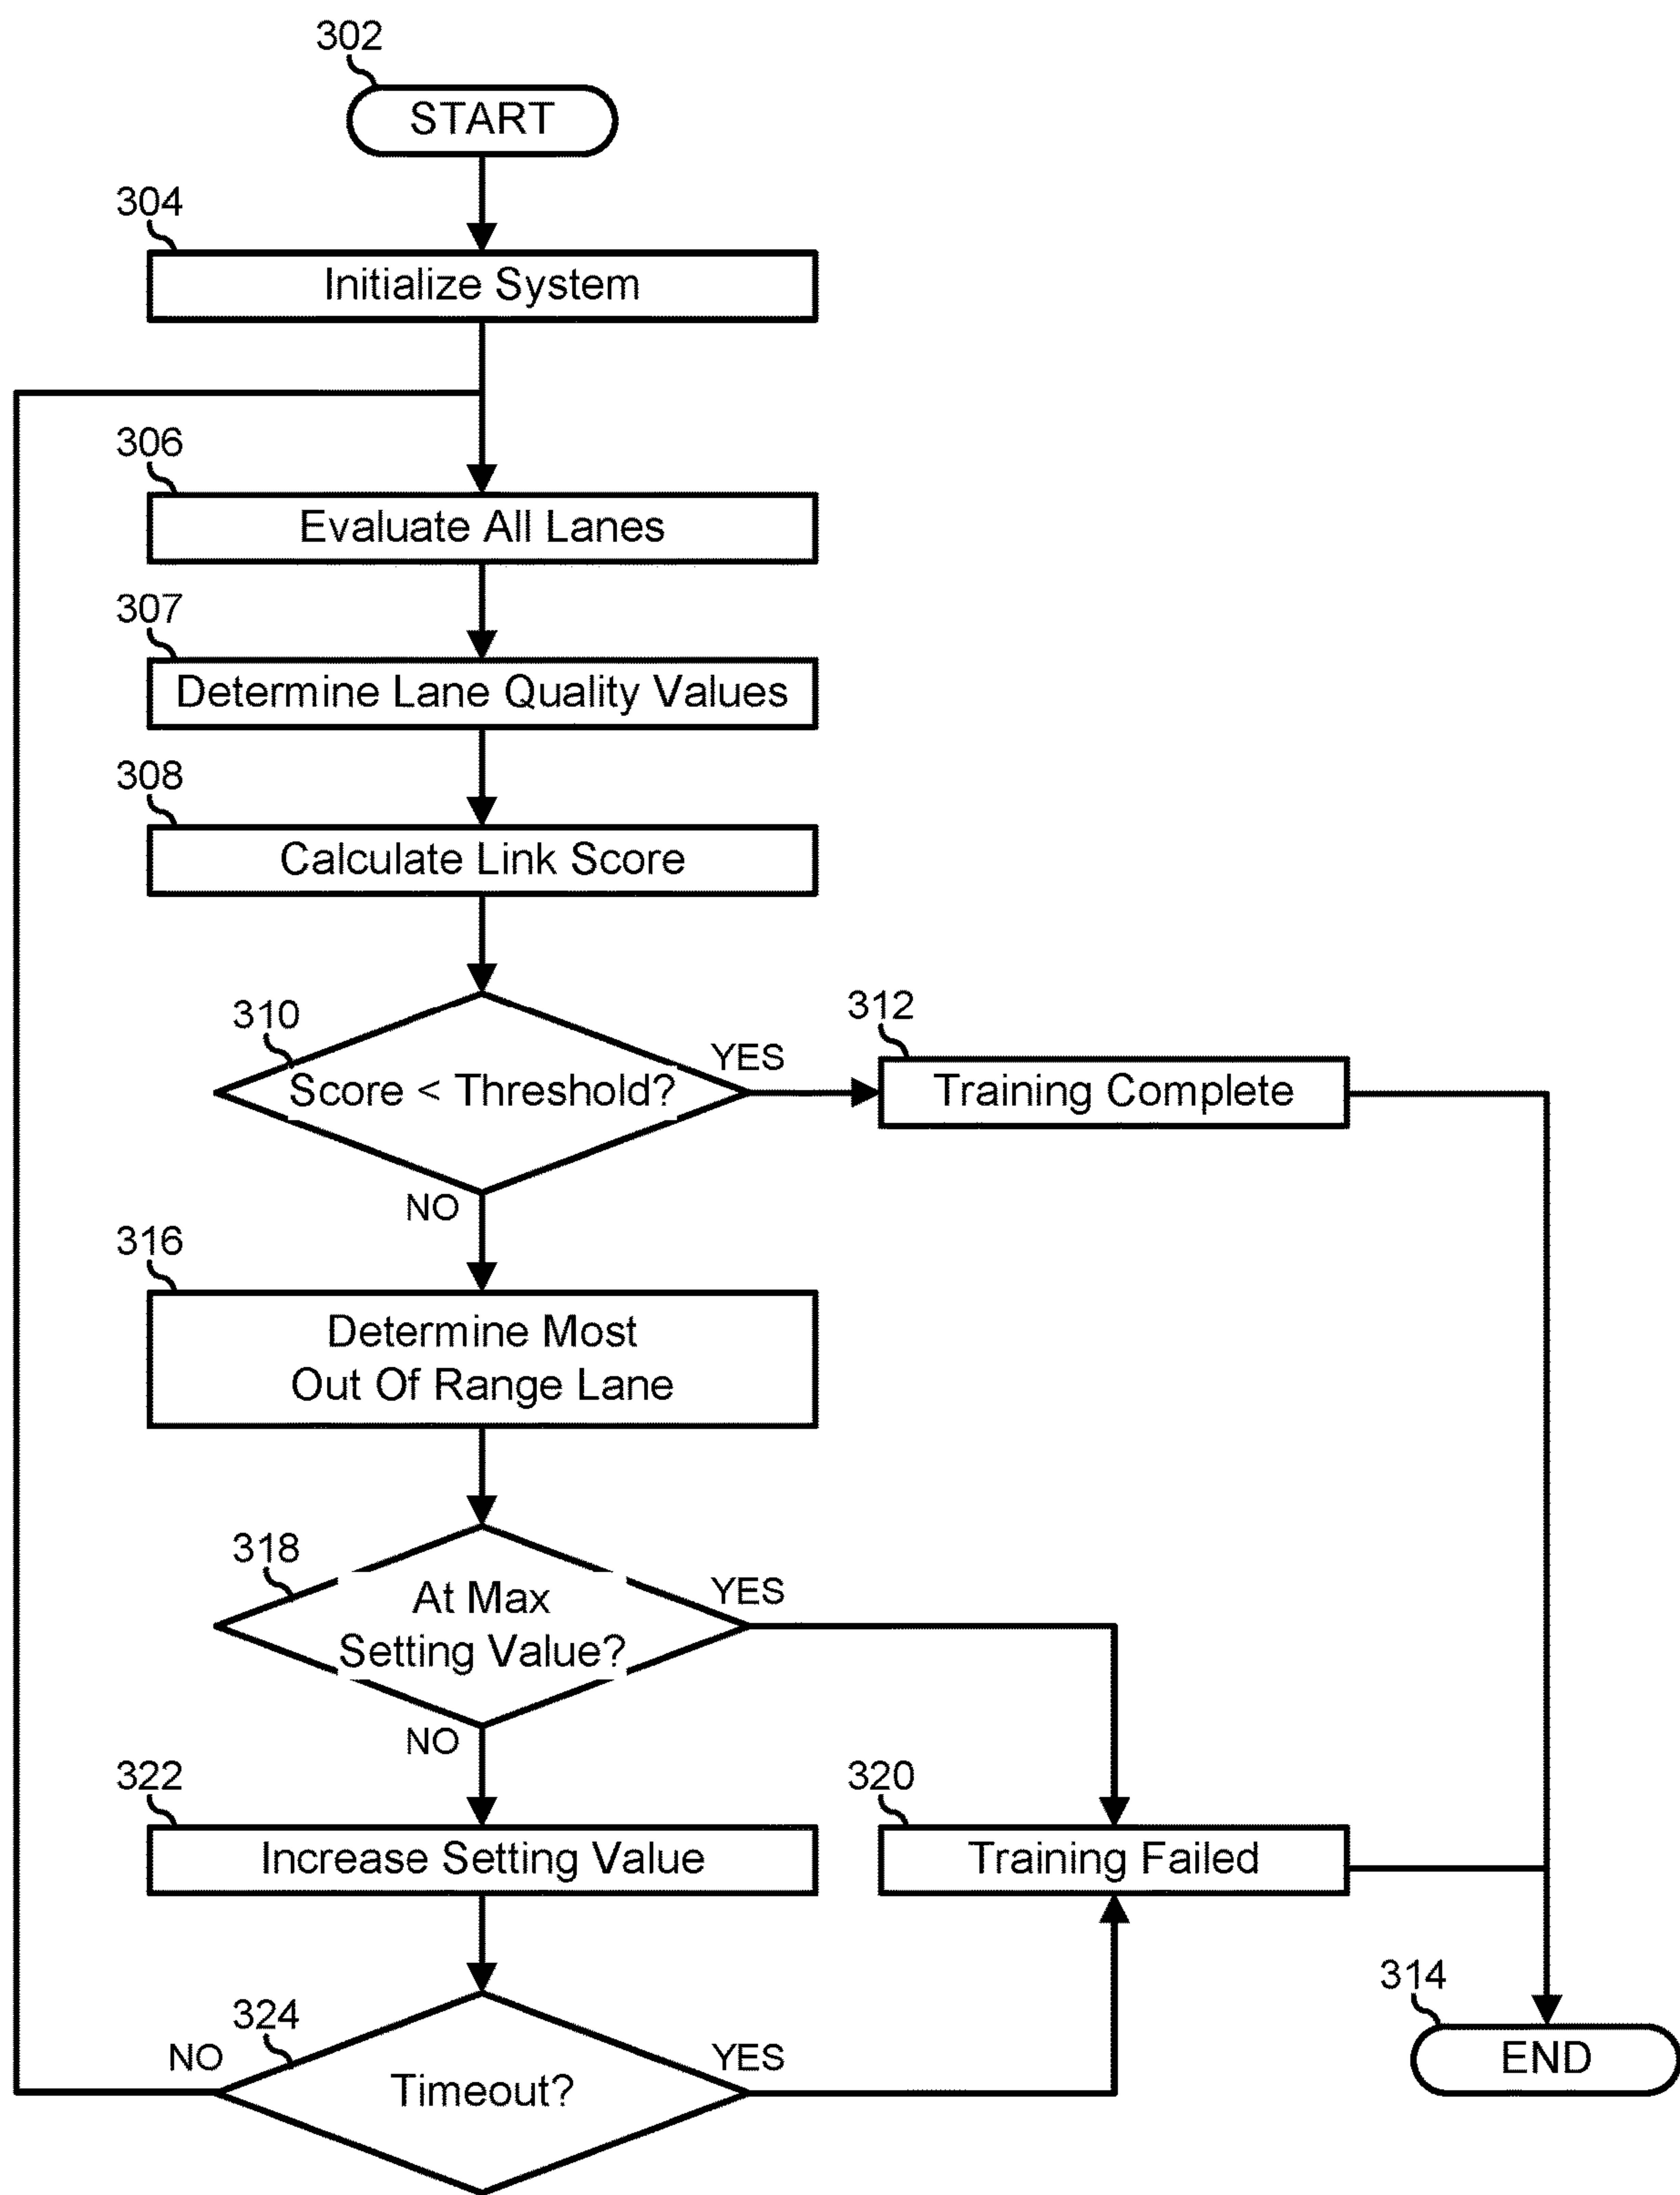 302
START
304
Initialize System
306
Evaluate All Lanes
307
Determine Lane Quality Values
308
Calculate Link Score
310
Score < Threshold?
YES
312
Training Complete
NO
316
Determine Most
Out Of Range Lane
318
At Max
Setting Value?
YES
NO
322
Increase Setting Value
320
Training Failed
324
Timeout?
NO
YES
314
END